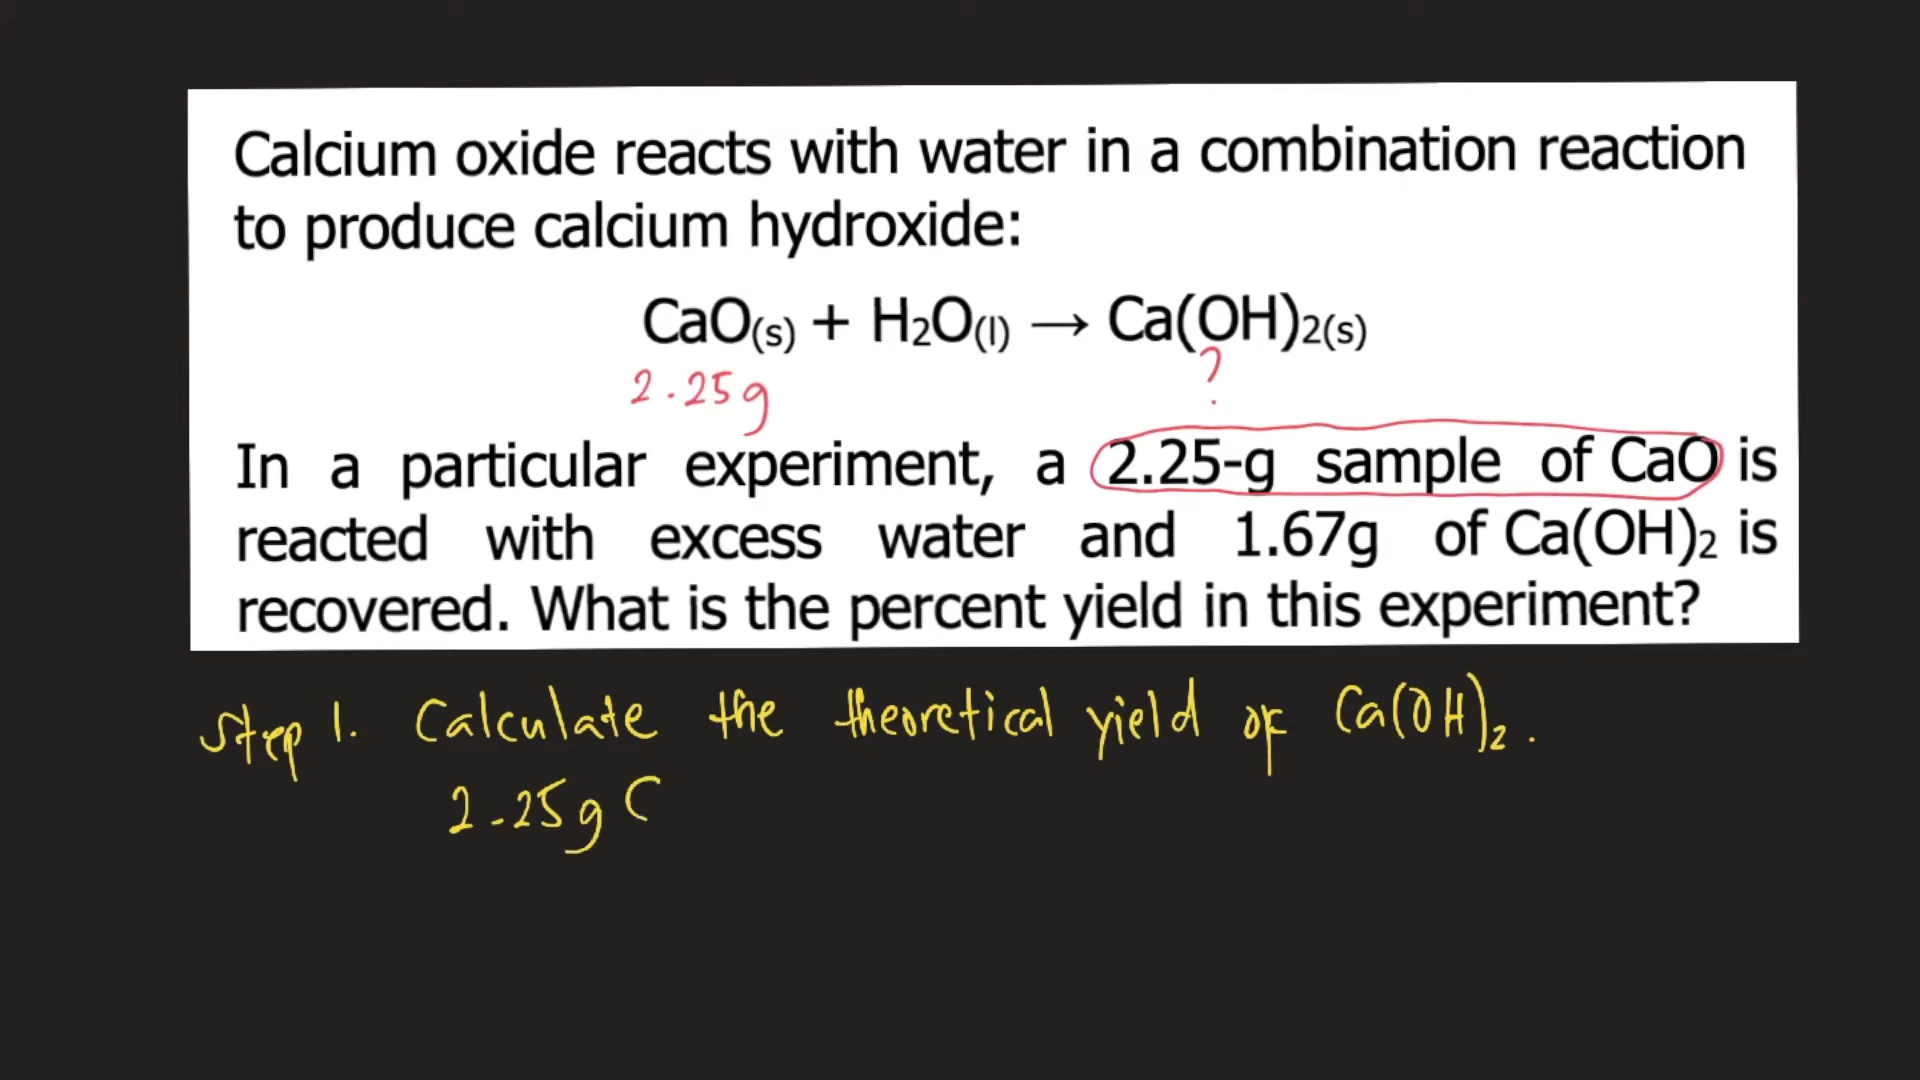 Calcium oxide reacts with water in a combination reaction
to produce calcium hydroxide:
CaO(s) + H2O(l) → Ca(OH)2(s)
2.25g ?
In a particular experiment, a 2.25-g sample of CaO is
reacted with excess water and 1.67g of Ca(OH)2 is
recovered. What is the percent yield in this experiment?
Step 1. Calculate the theoretical yield of Ca(OH)2.
2.25g C